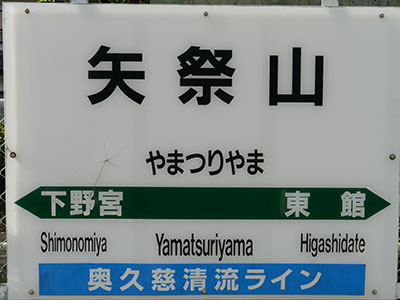 矢祭山
やまつりやま
下野宮 東館
Shimonomiya Yamatsuriyama Higashidate
奥久慈清流ライン